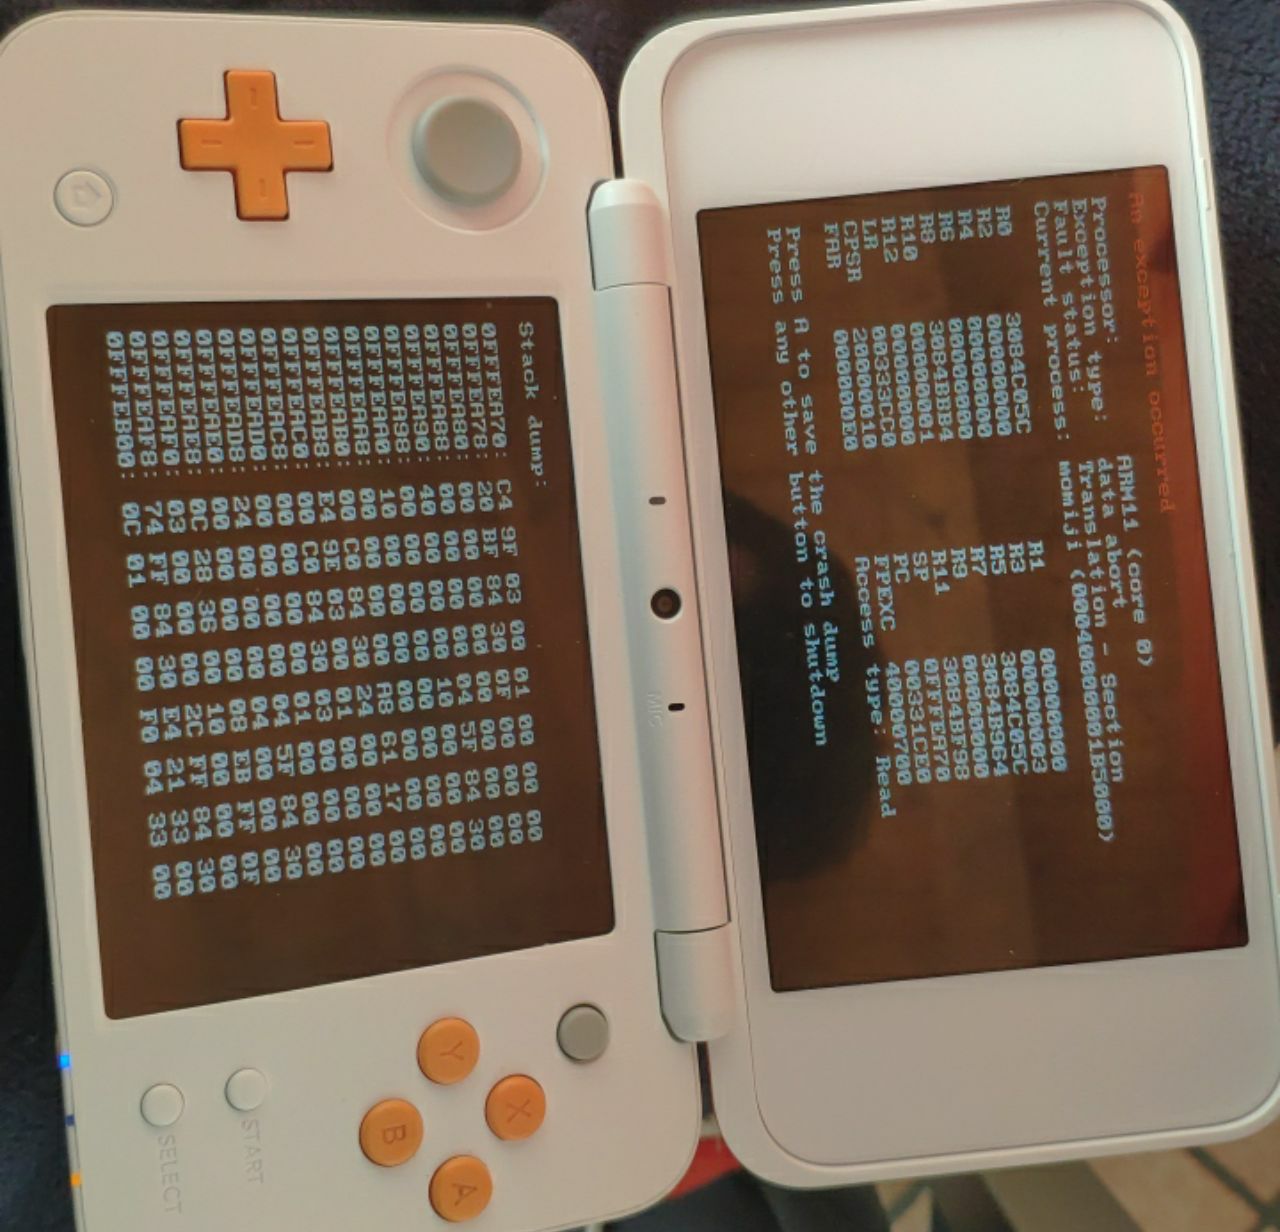 An exception occurred
Processor: ARM11 (core 0)
Exception type: data abort
Fault status: Translation - Section
Current process: momiji (00040000001B5000)
R0 3084C05C R1 00000000
R2 00000000 R3 00000003
R4 00000000 R5 3084C05C
R6 00000000 R7 3084B964
R8 3084BB84 R9 00000000
R10 00000001 R11 3084BF98
R12 00000000 SP 0FFFEA70
LR 00333CC0 PC 00331CE0
CPSR 20000010 FPEXC 40000700
FAR 000000E0 Access type: Read
Press A to save the crash dump
Press any other button to shutdown
MIC
Stack dump:
0FFFEA70: C4 9F 03 00 01 00 00 00
0FFFEA78: 20 BF 84 30 0F 00 00 00
0FFFEA80: 00 00 00 00 00 00 00 00
0FFFEA88: 00 00 00 00 04 5F 84 30
0FFFEA90: 40 00 00 00 10 00 00 00
0FFFEA98: 00 00 00 00 00 00 00 00
0FFFEAA0: 10 00 00 00 00 00 00 00
0FFFEAA8: 00 00 00 00 A8 61 17 00
0FFFEAB0: 00 C0 84 30 24 00 00 00
0FFFEAB8: E4 9E 03 00 01 00 00 00
0FFFEAC0: 00 C0 84 30 03 00 00 00
0FFFEAC8: 00 00 00 00 01 00 00 00
0FFFEAD0: 00 00 00 00 04 5F 84 30
0FFFEAD8: 24 00 00 00 04 00 00 00
0FFFEAE0: 00 00 00 00 08 EB FF 0F
0FFFEAE8: 0C 28 36 00 10 00 00 00
0FFFEAF0: 03 00 00 00 2C FF 84 30
0FFFEAF8: 74 FF 84 30 E4 21 33 00
0FFFEB00: 0C 01 00 00 F0 04 33 00
Y
X
B
A
START
SELECT